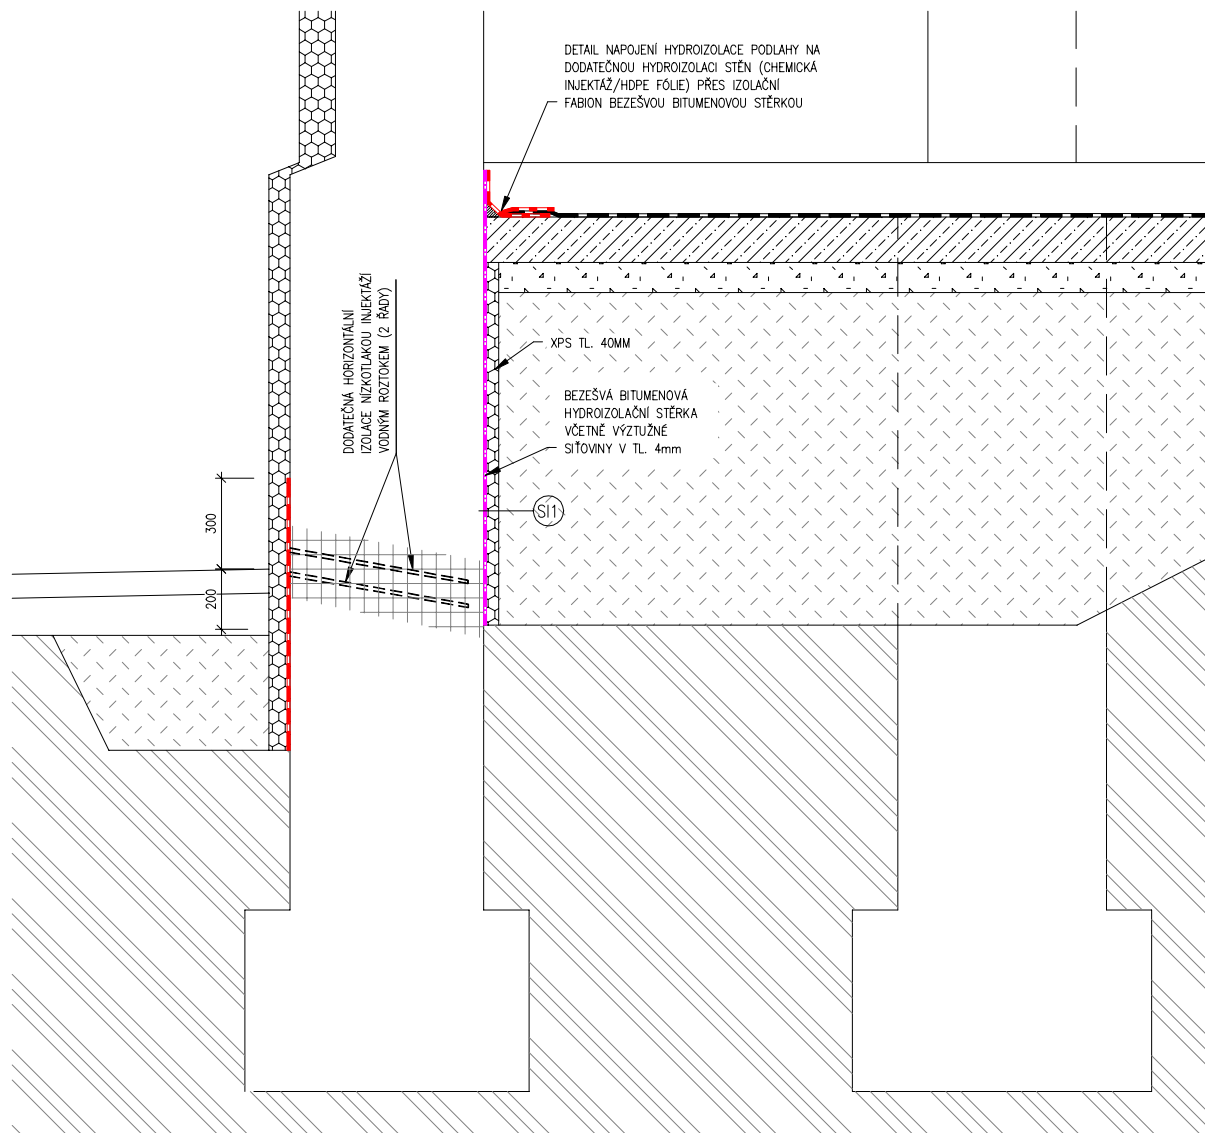 DETAIL NAPOJENÍ HYDROIZOLACE PODLAHY NA
DODATEČNOU HYDROIZOLACI STĚN (CHEMICKÁ
INJEKTÁŽ/HDPE FÓLIE) PŘES IZOLAČNÍ
FABION BEZEŠVOU BITUMENOVOU STĚRKOU
DODATEČNÁ HORIZONTÁLNÍ
IZOLACE NÍZKOTLAKOU INJEKTÁŽÍ
VODNÝM ROZTOKEM (2 ŘADY)
XPS TL. 40MM
BEZEŠVÁ BITUMENOVÁ
HYDROIZOLAČNÍ STĚRKA
VČETNĚ VÝZTUŽNÉ
SÍŤOVINY V TL. 4mm
SI1
300
200